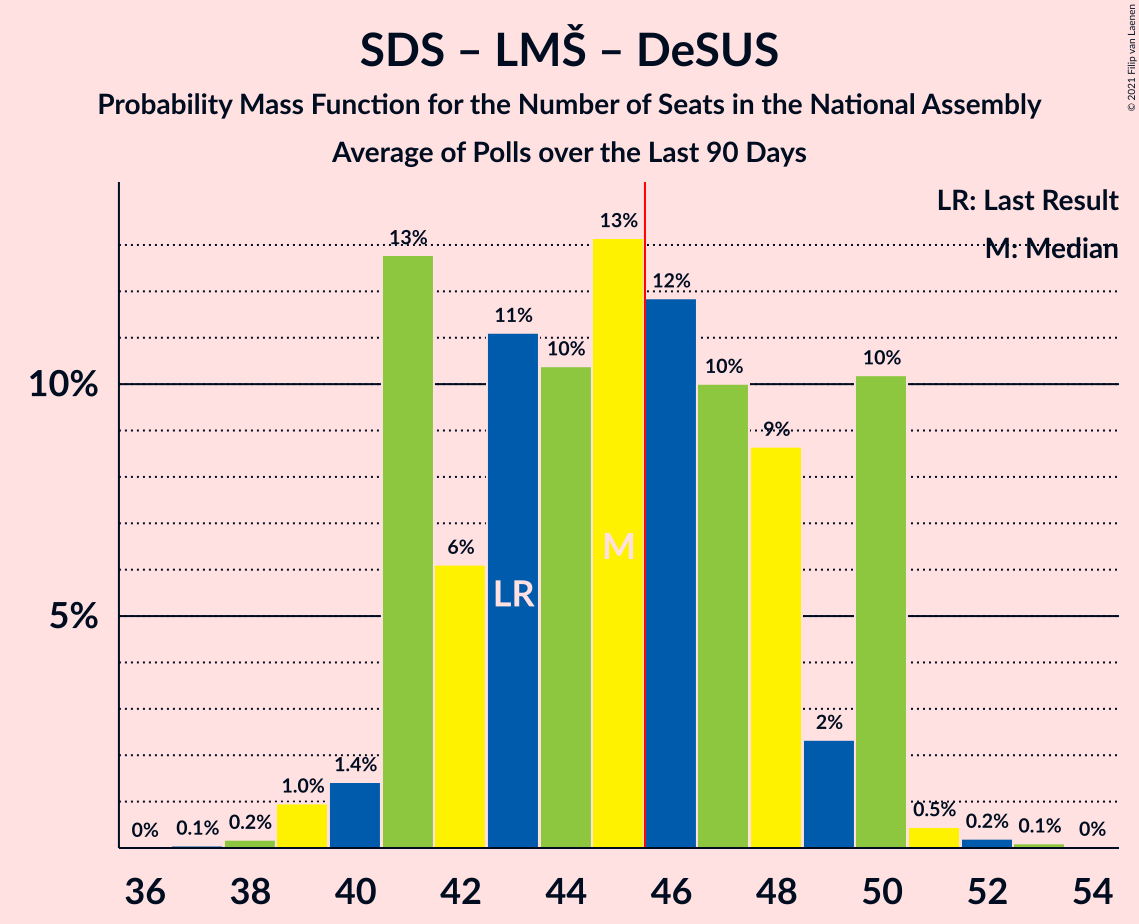 SDS – LMŠ – DeSUS
Probability Mass Function for the Number of Seats in the National Assembly
Average of Polls over the Last 90 Days
© 2021 Filip van Laenen
LR: Last Result
M: Median
10%
5%
0%
0.1%
0.2%
1.0%
1.4%
13%
6%
11%
10%
13%
12%
10%
9%
2%
10%
0.5%
0.2%
0.1%
0%
LR
M
36 38 40 42 44 46 48 50 52 54